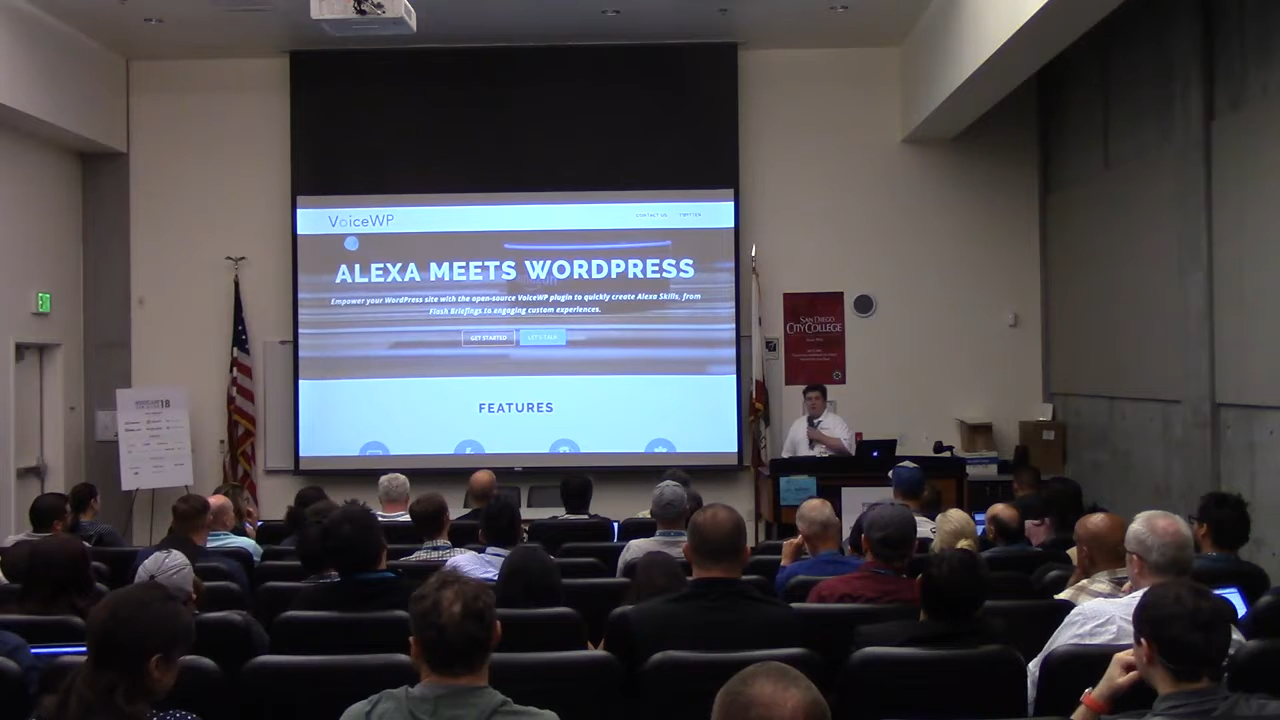 VoiceWP
CONTACT US TWITTER
ALEXA MEETS WORDPRESS
Empower your WordPress site with the open-source VoiceWP plugin to quickly create Alexa Skills, from
Flash Briefings to engaging custom experiences.
GET STARTED LET'S TALK
FEATURES
SAN DIEGO
CITY COLLEGE
18